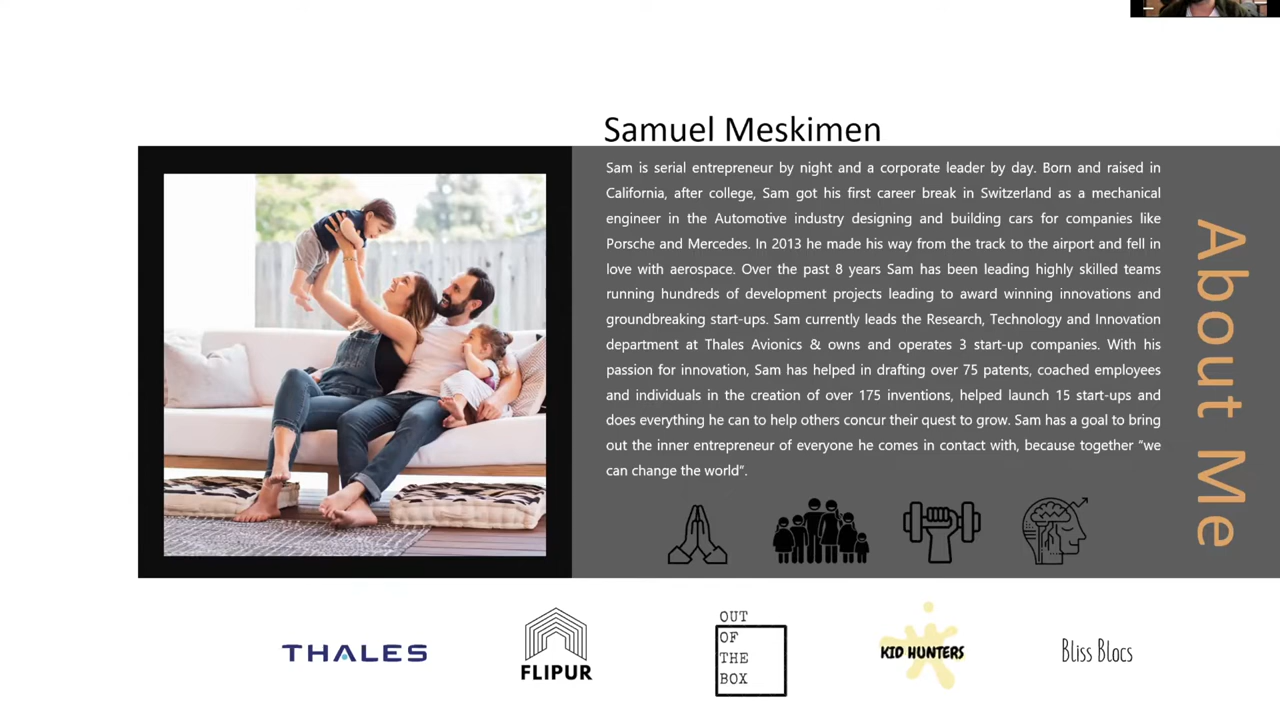 Samuel Meskimen
Sam is serial entrepreneur by night and a corporate leader by day. Born and raised in
California, after college, Sam got his first career break in Switzerland as a mechanical
engineer in the Automotive industry designing and building cars for companies like
Porsche and Mercedes. In 2013 he made his way from the track to the airport and fell in
love with aerospace. Over the past 8 years Sam has been leading highly skilled teams
running hundreds of development projects leading to award winning innovations and
groundbreaking start-ups. Sam currently leads the Research, Technology and Innovation
department at Thales Avionics & owns and operates 3 start-up companies. With his
passion for innovation, Sam has helped in drafting over 75 patents, coached employees
and individuals in the creation of over 175 inventions, helped launch 15 start-ups and
does everything he can to help others concur their quest to grow. Sam has a goal to bring
out the inner entrepreneur of everyone he comes in contact with, because together “we
can change the world”.
About Me
THALES
FLIPUR
OUT
OF
THE
BOX
KID HUNTERS
Bliss Blocs